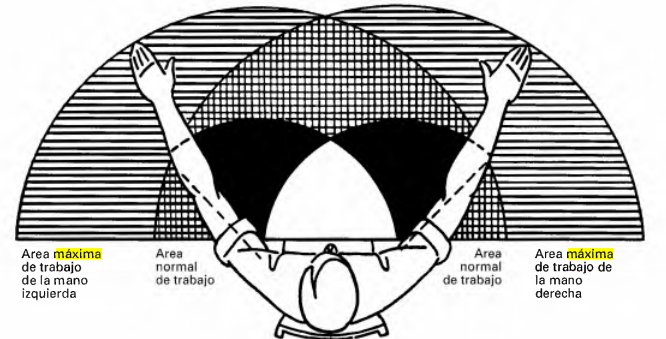 Area máxima
de trabajo
de la mano
izquierda
Area
normal
de trabajo
Area
normal
de trabajo
Area máxima
de trabajo de
la mano
derecha